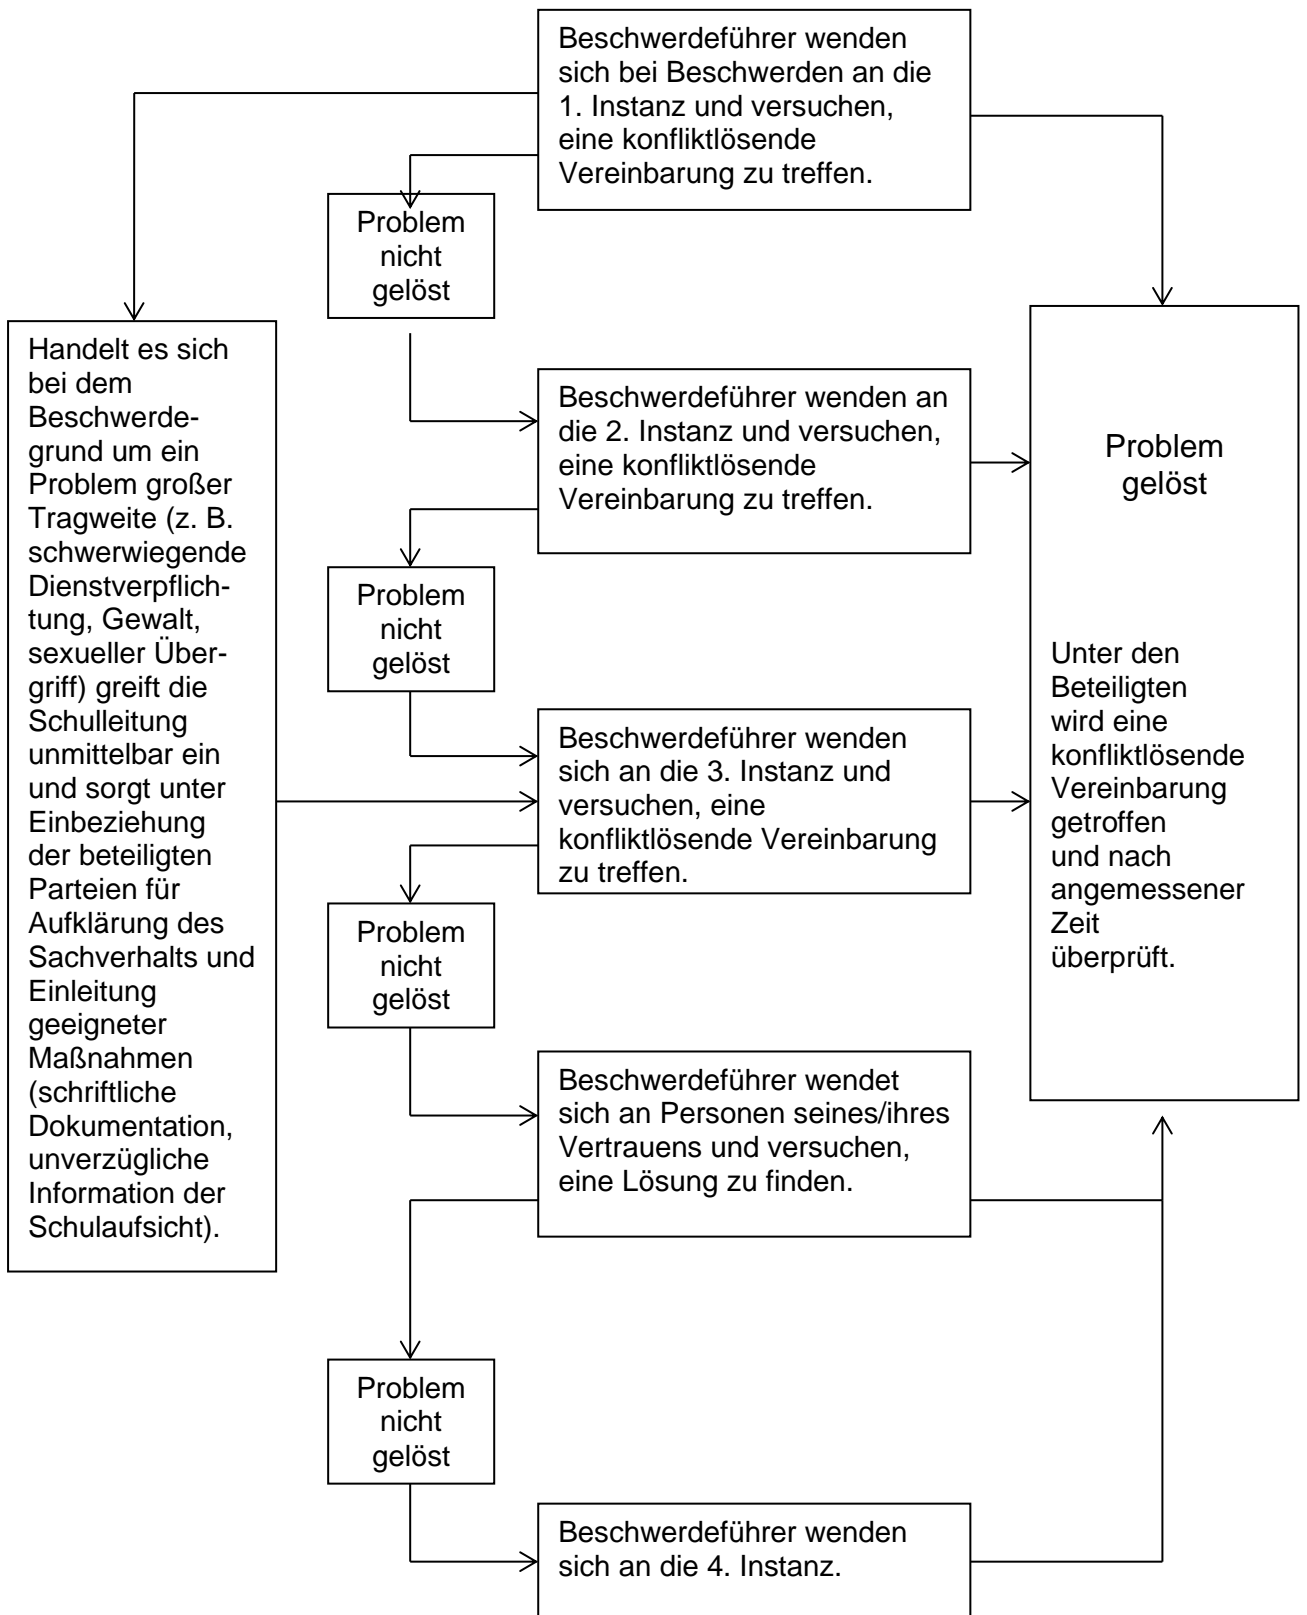 Beschwerdeführer wenden
sich bei Beschwerden an die
1. Instanz und versuchen,
eine konfliktlösende
Vereinbarung zu treffen.
Problem
nicht
gelöst
Handelt es sich
bei dem
Beschwerde-
grund um ein
Problem großer
Tragweite (z. B.
schwerwiegende
Dienstverpflich-
tung, Gewalt,
sexueller Über-
griff) greift die
Schulleitung
unmittelbar ein
und sorgt unter
Einbeziehung
der beteiligten
Parteien für
Aufklärung des
Sachverhalts und
Einleitung
geeigneter
Maßnahmen
(schriftliche
Dokumentation,
unverzügliche
Information der
Schulaufsicht).
Beschwerdeführer wenden an
die 2. Instanz und versuchen,
eine konfliktlösende
Vereinbarung zu treffen.
Problem
nicht
gelöst
Beschwerdeführer wenden
sich an die 3. Instanz und
versuchen, eine
konfliktlösende Vereinbarung
zu treffen.
Problem
nicht
gelöst
Beschwerdeführer wendet
sich an Personen seines/ihres
Vertrauens und versuchen,
eine Lösung zu finden.
Problem
nicht
gelöst
Beschwerdeführer wenden
sich an die 4. Instanz.
Problem
gelöst
Unter den
Beteiligten
wird eine
konfliktlösende
Vereinbarung
getroffen
und nach
angemessener
Zeit
überprüft.